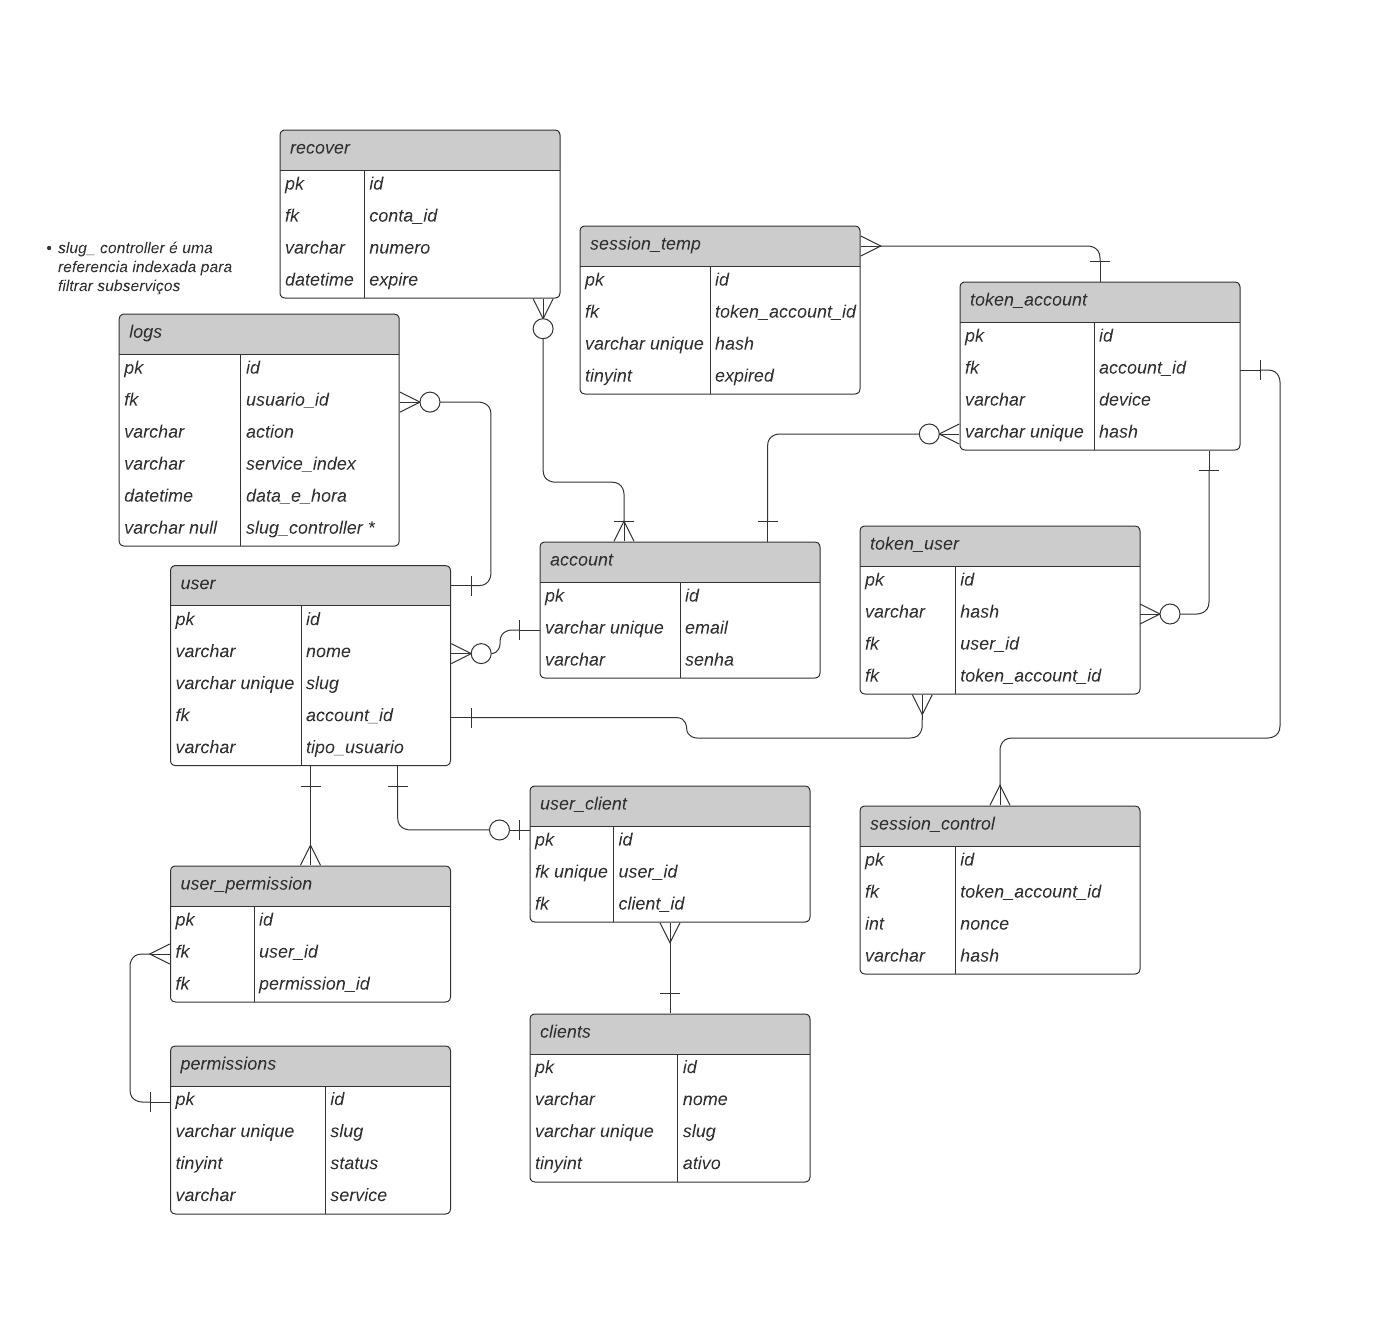 recover
pk id
fk conta_id
varchar numero
datetime expire
• slug_ controller é uma
referencia indexada para
filtrar subserviços
session_temp
pk id
fk token_account_id
varchar unique hash
tinyint expired
token_account
pk id
fk account_id
varchar device
varchar unique hash
logs
pk id
fk usuario_id
varchar action
varchar service_index
datetime data_e_hora
varchar null slug_controller *
user
pk id
varchar nome
varchar unique slug
fk account_id
varchar tipo_usuario
account
pk id
varchar unique email
varchar senha
token_user
pk id
varchar hash
fk user_id
fk token_account_id
user_client
pk id
fk unique user_id
fk client_id
session_control
pk id
fk token_account_id
int nonce
varchar hash
user_permission
pk id
fk user_id
fk permission_id
clients
pk id
varchar nome
varchar unique slug
tinyint ativo
permissions
pk id
varchar unique slug
tinyint status
varchar service